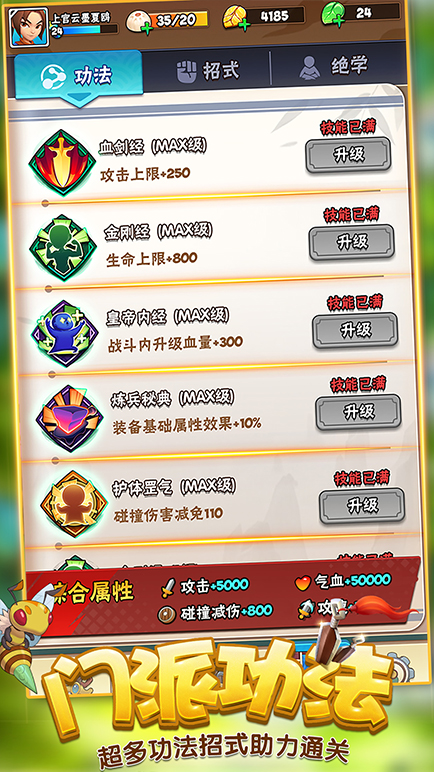 上官云墨夏鸥
24
35/20
4185
24
功法
招式
绝学
血剑经 (MAX级)
攻击上限+250
技能已满
升级
金刚经 (MAX级)
生命上限+800
技能已满
升级
皇帝内经 (MAX级)
战斗内升级血量+300
技能已满
升级
炼兵秘典 (MAX级)
装备基础属性效果+10%
技能已满
升级
护体罡气 (MAX级)
碰撞伤害减免110
技能已满
升级
综合属性
攻击+5000
气血+50000
碰撞减伤+800
门派功法
超多功法招式助力通关